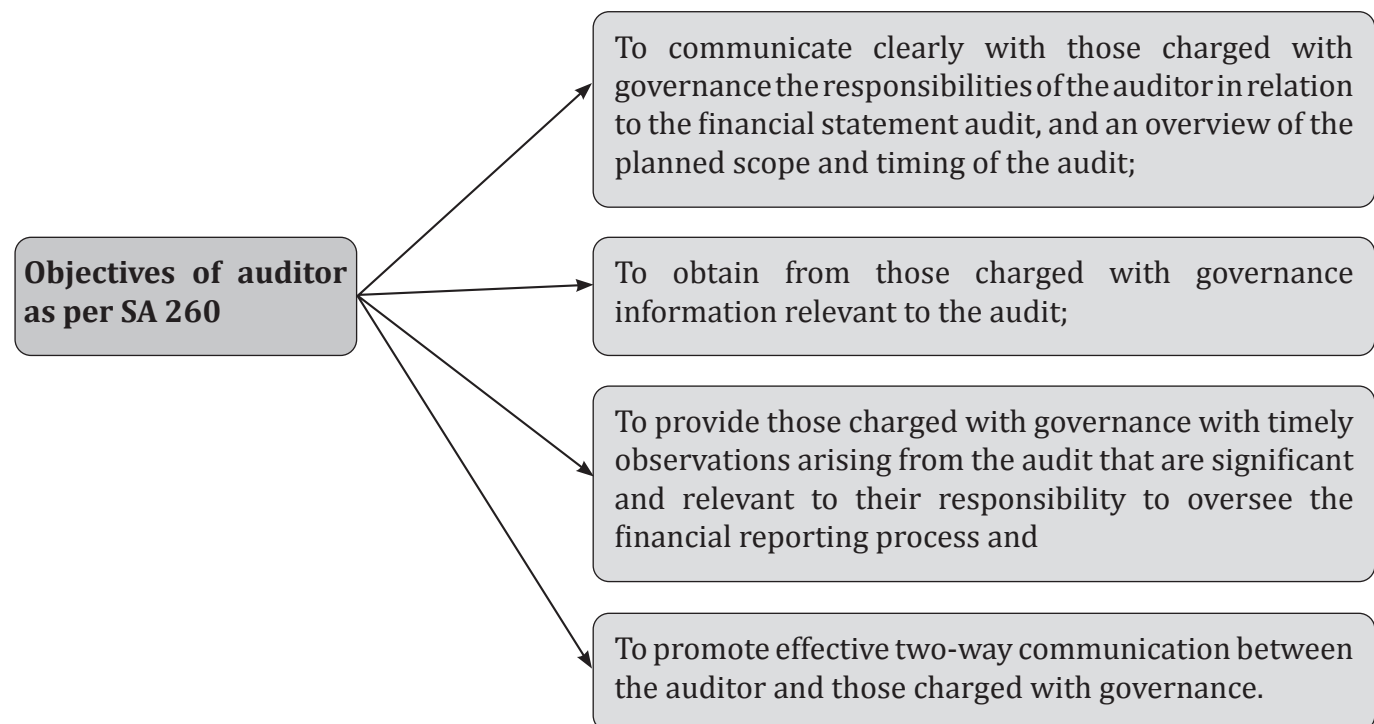 To communicate clearly with those charged with
governance the responsibilities of the auditor in relation
to the financial statement audit, and an overview of the
planned scope and timing of the audit;
Objectives of auditor
as per SA 260
To obtain from those charged with governance
information relevant to the audit;
To provide those charged with governance with timely
observations arising from the audit that are significant
and relevant to their responsibility to oversee the
financial reporting process and
To promote effective two-way communication between
the auditor and those charged with governance.